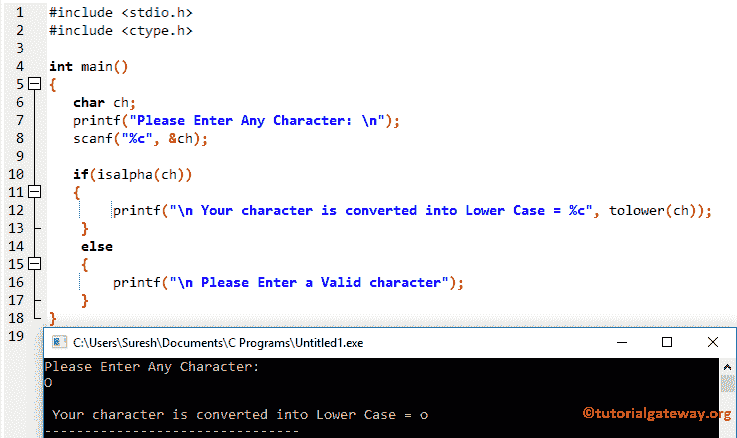 1 #include <stdio.h>
2 #include <ctype.h>
3
4 int main()
5 {
6 char ch;
7 printf("Please Enter Any Character: \n");
8 scanf("%c", &ch);
9
10 if(isalpha(ch))
11 {
12 printf("\n Your character is converted into Lower Case = %c", tolower(ch));
13 }
14 else
15 {
16 printf("\n Please Enter a Valid character");
17 }
18 }
19
C:\Users\Suresh\Documents\C Programs\Untitled1.exe
Please Enter Any Character:
O
Your character is converted into Lower Case = o
©tutorialgateway.org
--------------------------------